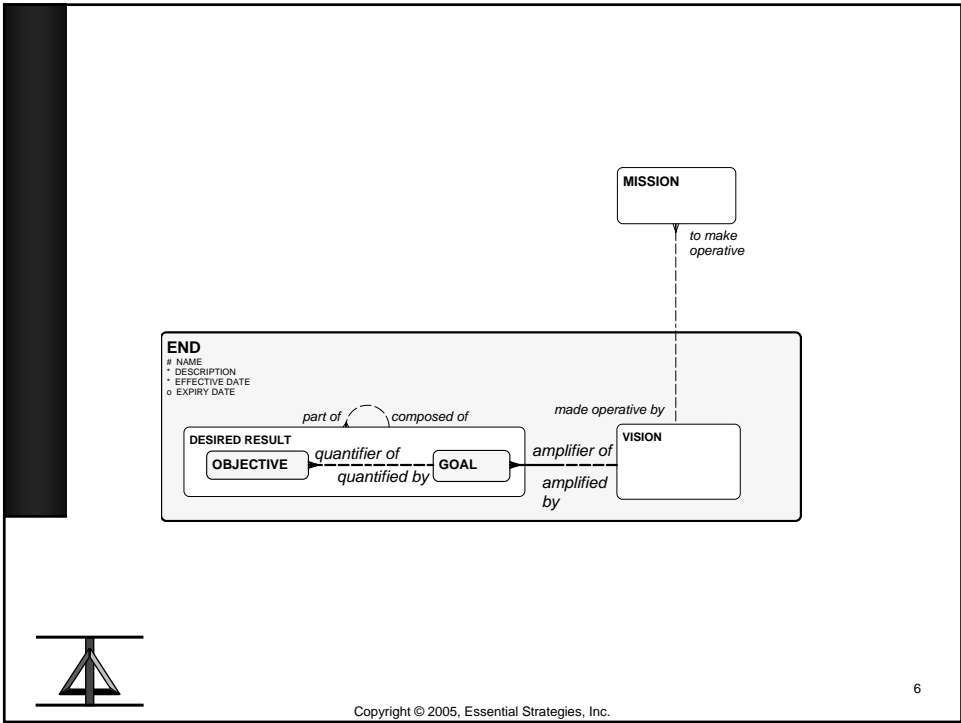 MISSION
to make
operative
END
# NAME
* DESCRIPTION
* EFFECTIVE DATE
o EXPIRY DATE
part of
composed of
made operative by
DESIRED RESULT
VISION
OBJECTIVE
quantifier of
quantified by
GOAL
amplifier of
amplified
by
6
Copyright © 2005, Essential Strategies, Inc.